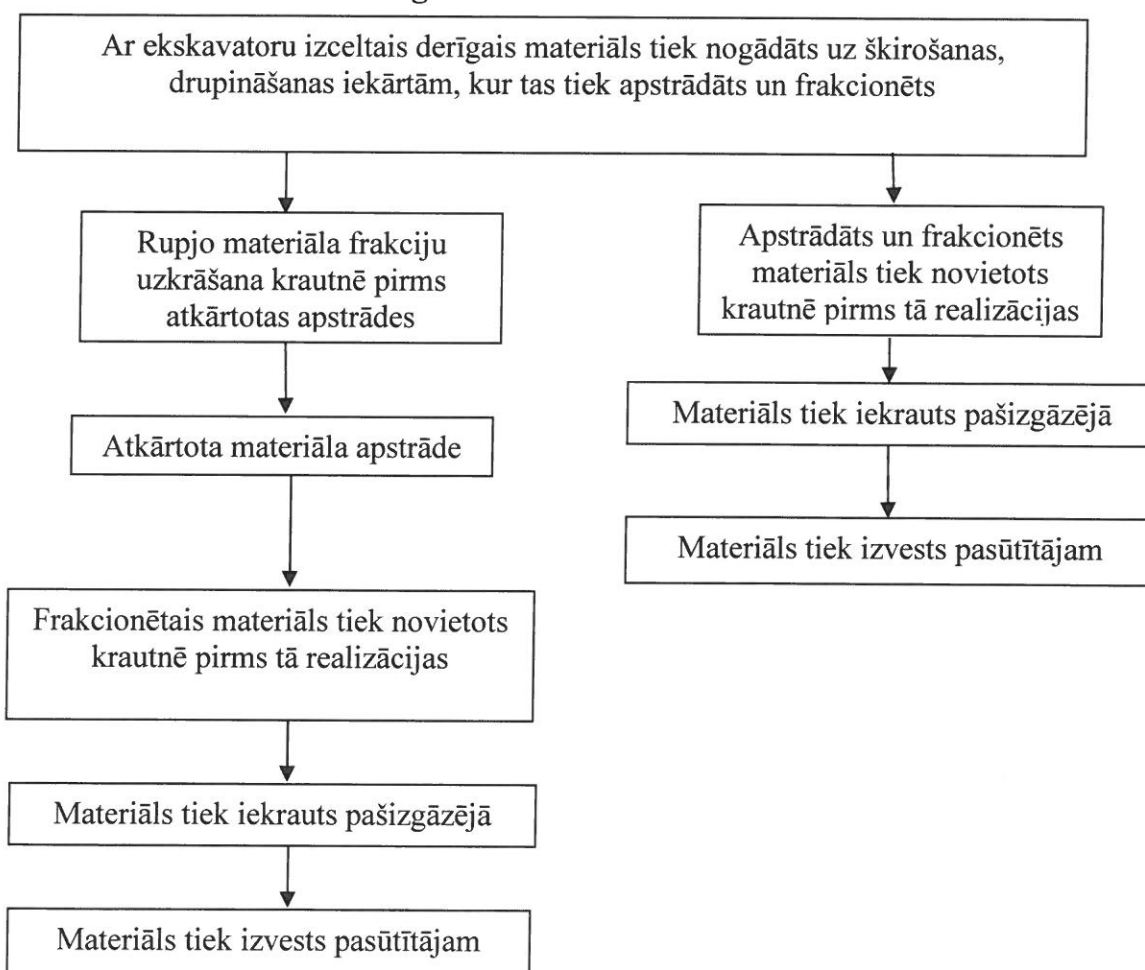 Ar ekskavatoru izceltais derīgais materiāls tiek nogādāts uz škirošanas,
drupināšanas iekārtām, kur tas tiek apstrādāts un frakcionēts
Rupjo materiāla frakciju
uzkrāšana krautnē pirms
atkārtotas apstrādes
Apstrādāts un frakcionēts
materiāls tiek novietots
krautnē pirms tā realizācijas
Materiāls tiek iekrauts pašizgāzējā
Atkārtota materiāla apstrāde
Materiāls tiek izvests pasūtītājam
Frakcionētais materiāls tiek novietots
krautnē pirms tā realizācijas
Materiāls tiek iekrauts pašizgāzējā
Materiāls tiek izvests pasūtītājam